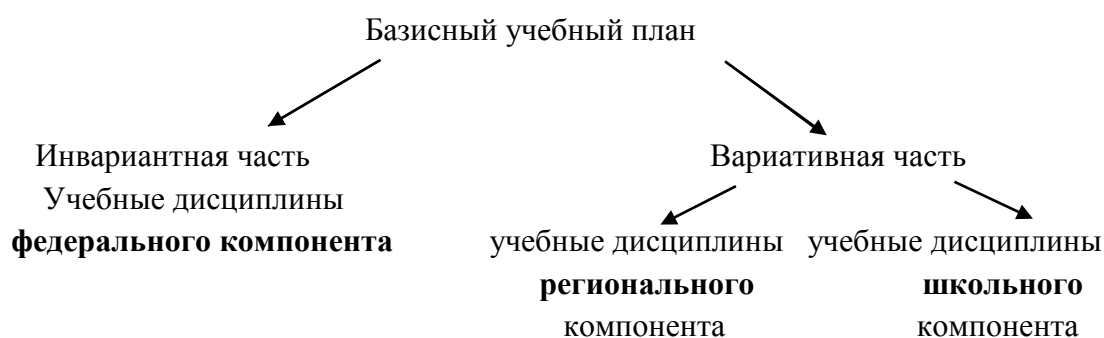 Базисный учебный план
Инвариантная часть
Учебные дисциплины
федерального компонента
Вариативная часть
учебные дисциплины
регионального
компонента
учебные дисциплины
школьного
компонента